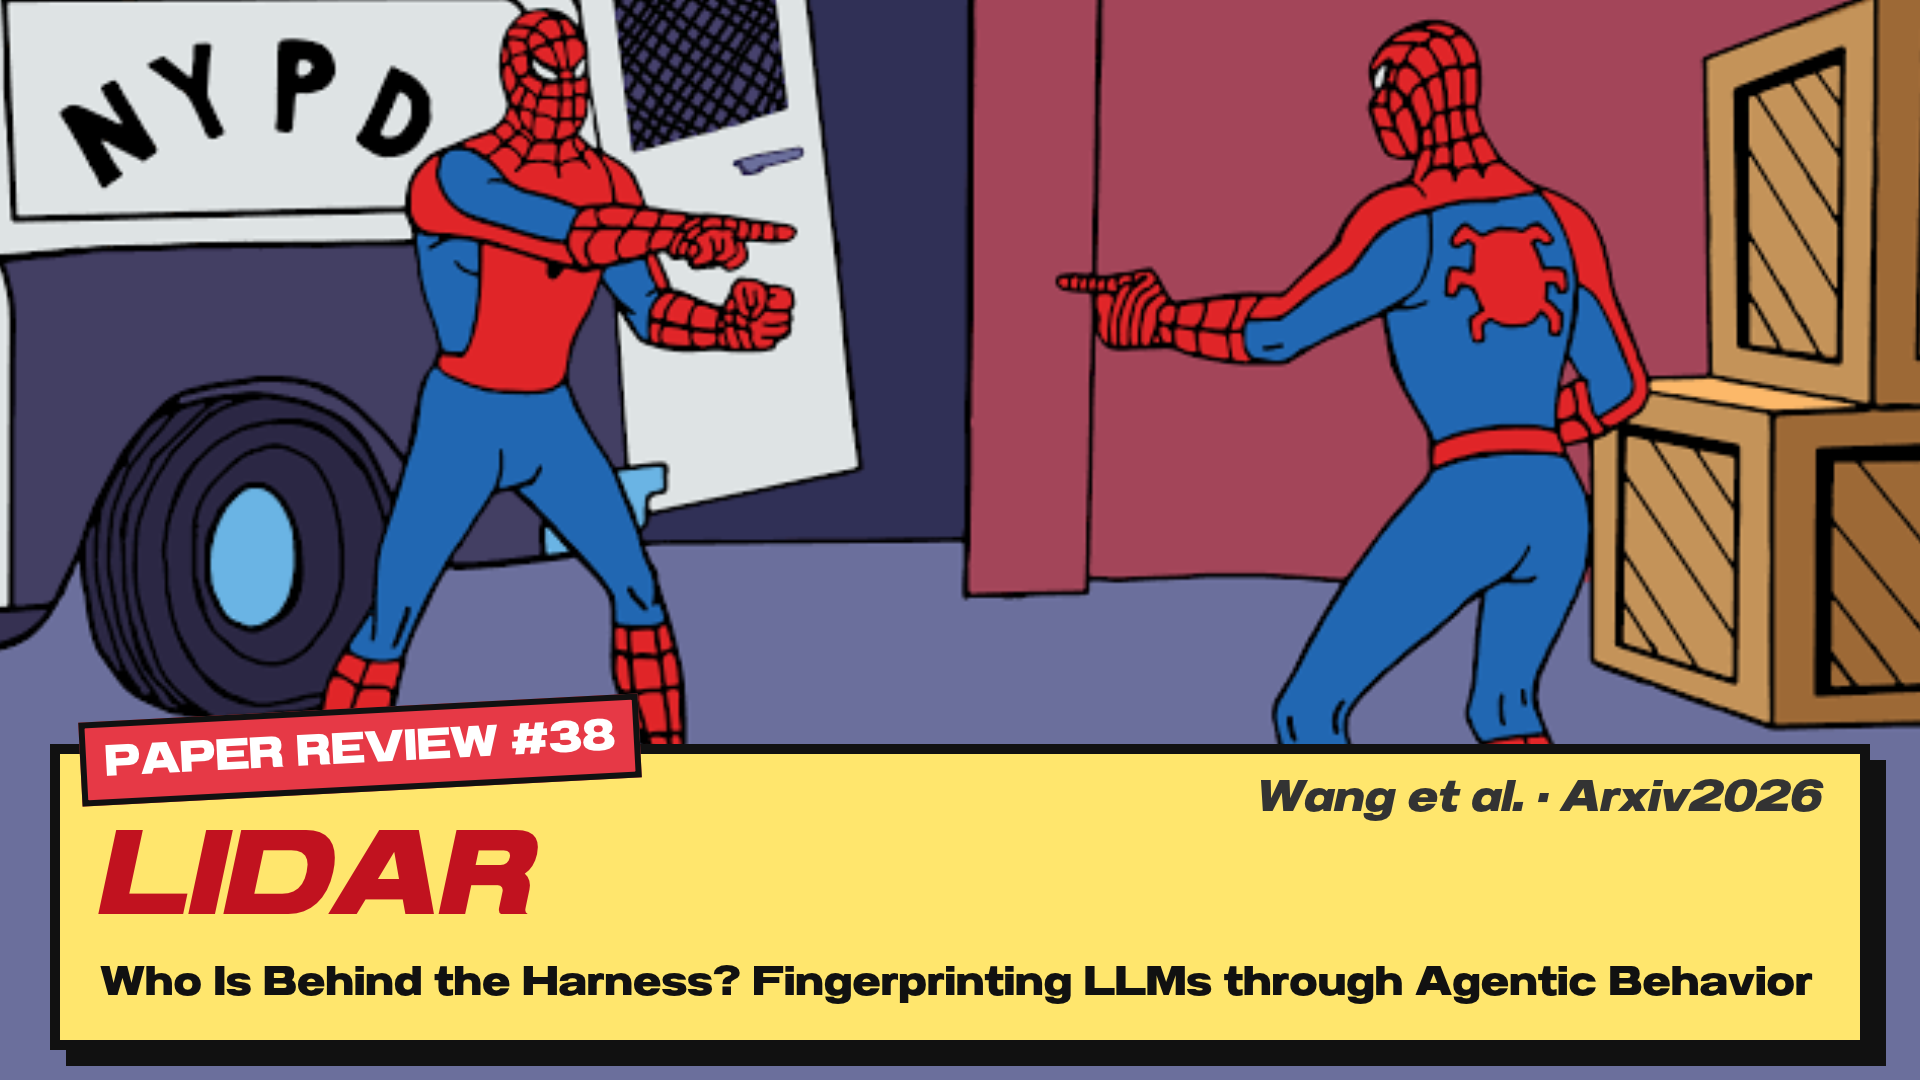 NYPD
PAPER REVIEW #38
Wang et al. · Arxiv2026
LIDAR
Who Is Behind the Harness? Fingerprinting LLMs through Agentic Behavior